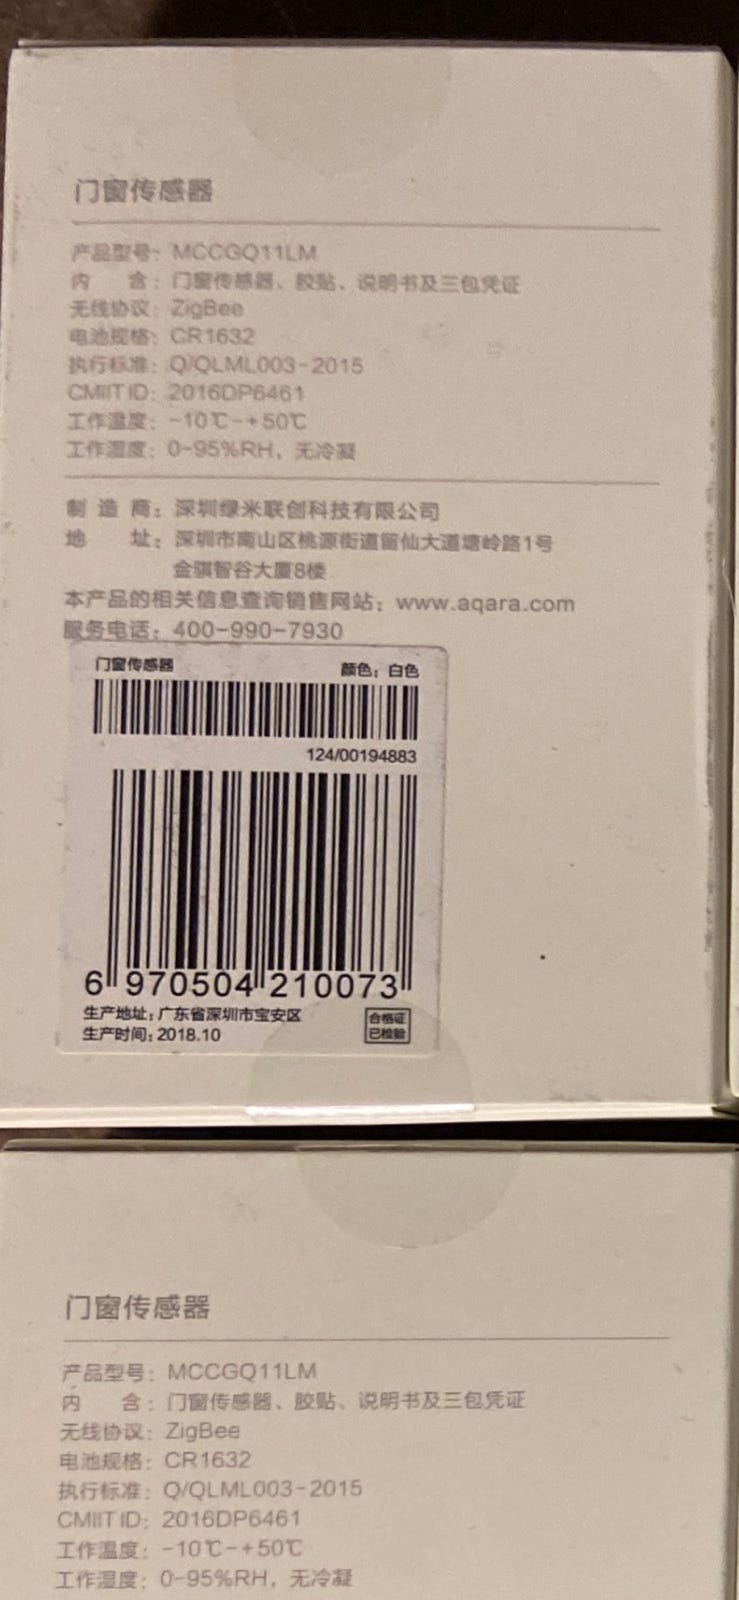 门窗传感器
产品型号：MCCGQ11LM
内 含：门窗传感器、胶贴、说明书及三包凭证
无线协议：ZigBee
电池规格：CR1632
执行标准：Q/QLML003-2015
CMIIT ID：2016DP6461
工作温度：-10℃-+50℃
工作湿度：0-95%RH，无冷凝
制 造 商：深圳绿米联创科技有限公司
地 址：深圳市南山区桃源街道留仙大道塘岭路1号
金骐智谷大厦8楼
本产品的相关信息查询销售网站：www.aqara.com
服务电话：400-990-7930
门窗传感器 颜色：白色
124/00194883
6 970504 210073
生产地址：广东省深圳市宝安区
生产时间：2018.10
合格证
已检验
门窗传感器
产品型号：MCCGQ11LM
内 含：门窗传感器、胶贴、说明书及三包凭证
无线协议：ZigBee
电池规格：CR1632
执行标准：Q/QLML003-2015
CMIIT ID：2016DP6461
工作温度：-10℃-+50℃
工作湿度：0-95%RH，无冷凝